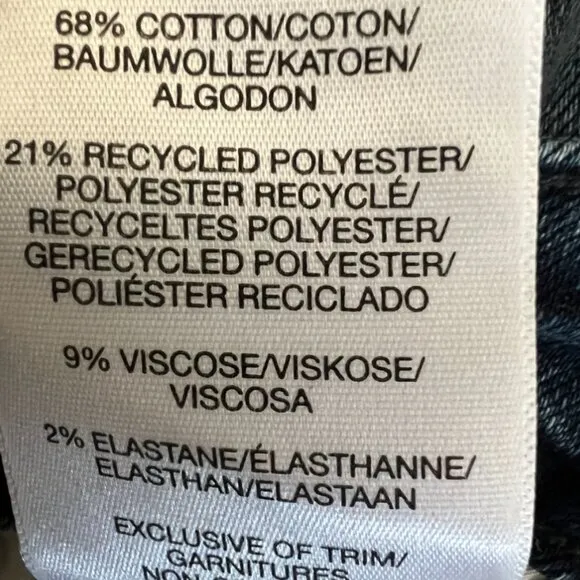 68% COTTON/COTON/
BAUMWOLLE/KATOEN/
ALGODON
21% RECYCLED POLYESTER/
POLYESTER RECYCLÉ/
RECYCELTES POLYESTER/
GERECYCLED POLYESTER/
POLIÉSTER RECICLADO
9% VISCOSE/VISKOSE/
VISCOSA
2% ELASTANE/ÉLASTHANNE/
ELASTHAN/ELASTAAN
EXCLUSIVE OF TRIM/
GARNITURES